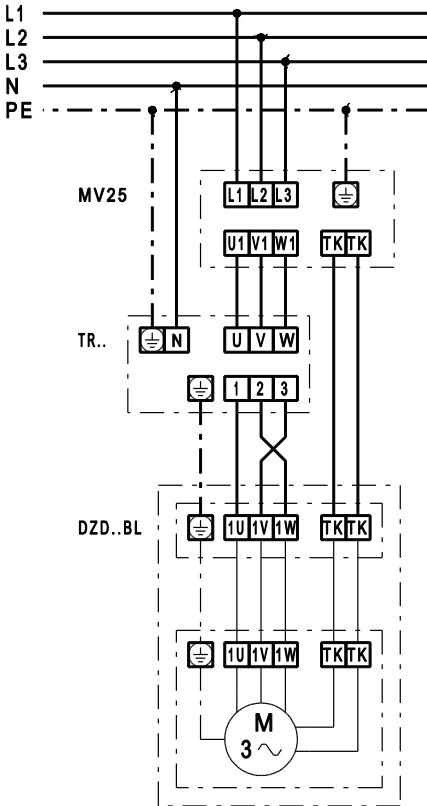 L1
L2
L3
N
PE
MV25
L1 L2 L3
U1 V1 W1 TK TK
TR..
N U V W
1 2 3
DZD..BL
1U 1V 1W TK TK
1U 1V 1W TK TK
M
3 ~